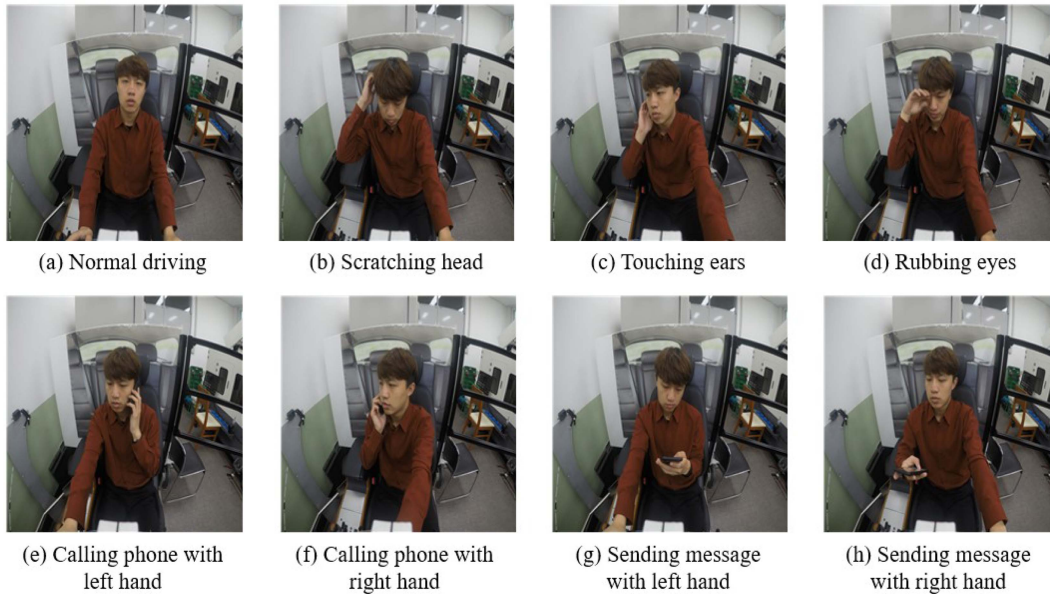 (a) Normal driving
(b) Scratching head
(c) Touching ears
(d) Rubbing eyes
(e) Calling phone with
left hand
(f) Calling phone with
right hand
(g) Sending message
with left hand
(h) Sending message
with right hand